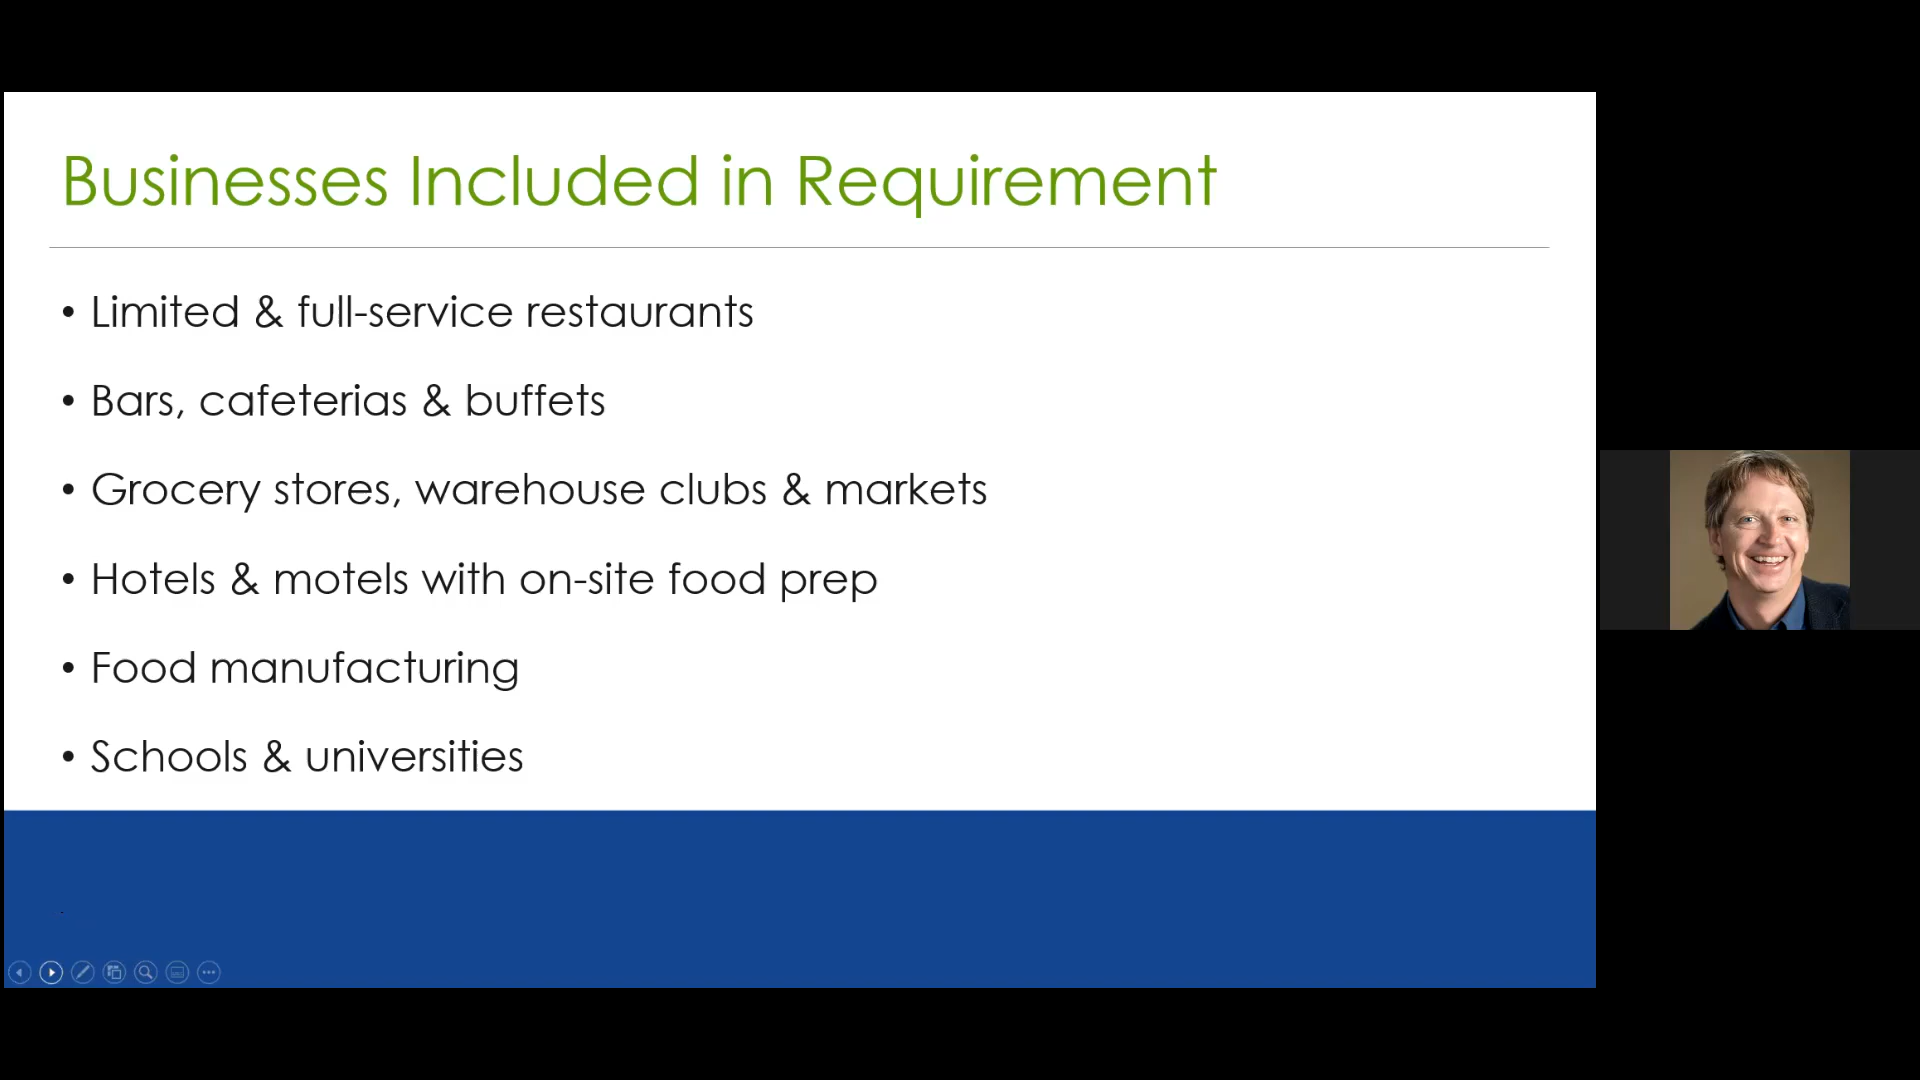 Businesses Included in Requirement
• Limited & full-service restaurants
• Bars, cafeterias & buffets
• Grocery stores, warehouse clubs & markets
• Hotels & motels with on-site food prep
• Food manufacturing
• Schools & universities